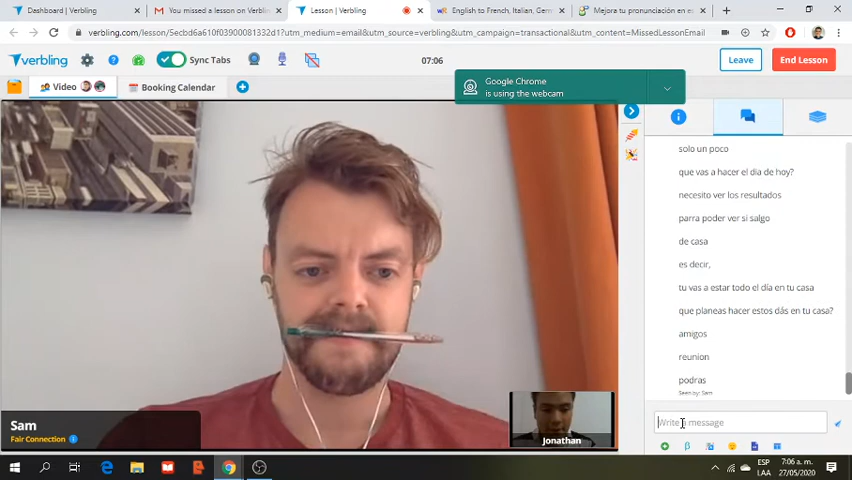 Dashboard | Verbling
You missed a lesson on Verblin
Lesson | Verbling
English to French, Italian, Germ
Mejora tu pronunciación en es
verbling.com/lesson/5ecbd6a610f03900081331d2?utm_medium=email&utm_source=verbling&utm_campaign=transactional&utm_content=MissedLessonEmail
verbling
Sync Tabs
07:06
Leave
End Lesson
Google Chrome
is using the webcam
Video
Booking Calendar
solo un poco
que vas a hacer el dia de hoy?
necesito ver los resultados
parra poder ver si salgo
de casa
es decir,
tu vas a estar todo el día en tu casa
que planeas hacer estos dás en tu casa?
amigos
reunion
podras
Seen by: Sam
Write a message
Sam
Fair Connection
Jonathan
ESP
LAA
7:06 a. m.
27/05/2020